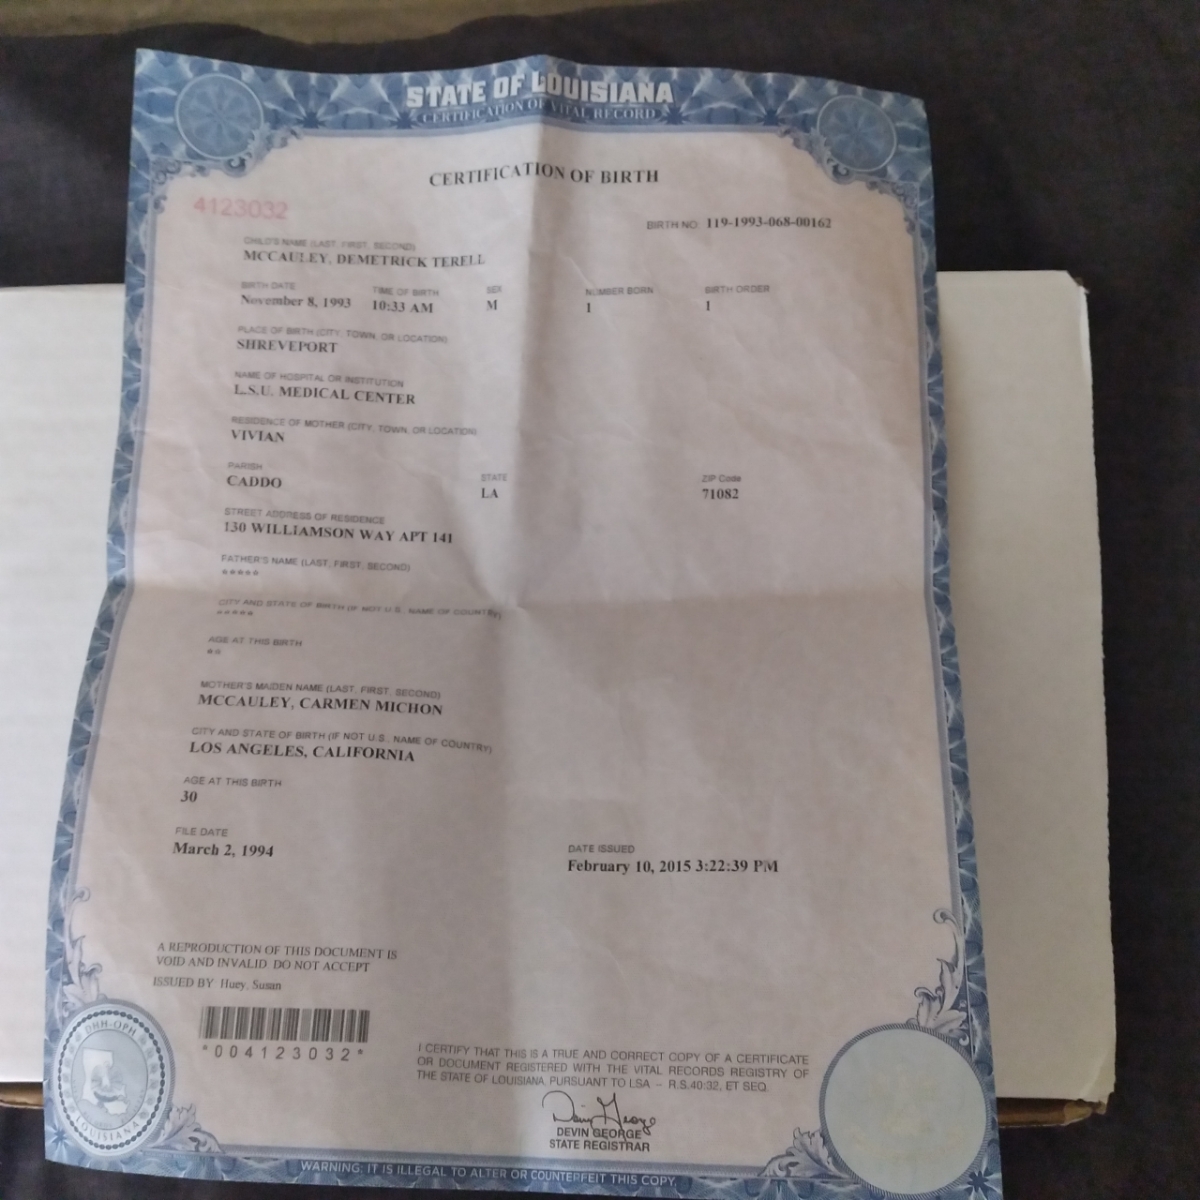 STATE OF LOUISIANA
CERTIFICATION OF VITAL RECORD
CERTIFICATION OF BIRTH
4123032
BIRTH NO 119-1993-068-00162
CHILD'S NAME (LAST, FIRST, SECOND)
MCCAULEY, DEMETRICK TERELL
BIRTH DATE TIME OF BIRTH SEX NUMBER BORN BIRTH ORDER
November 8, 1993 10:33 AM M 1 1
PLACE OF BIRTH (CITY, TOWN, OR LOCATION)
SHREVEPORT
NAME OF HOSPITAL OR INSTITUTION
L.S.U. MEDICAL CENTER
RESIDENCE OF MOTHER (CITY, TOWN, OR LOCATION)
VIVIAN
PARISH STATE ZIP Code
CADDO LA 71082
STREET ADDRESS OF RESIDENCE
130 WILLIAMSON WAY APT 141
FATHER'S NAME (LAST, FIRST, SECOND)
*****
CITY AND STATE OF BIRTH (IF NOT U.S. NAME OF COUNTRY)
*****
AGE AT THIS BIRTH
**
MOTHER'S MAIDEN NAME (LAST, FIRST, SECOND)
MCCAULEY, CARMEN MICHON
CITY AND STATE OF BIRTH (IF NOT U.S., NAME OF COUNTRY)
LOS ANGELES, CALIFORNIA
AGE AT THIS BIRTH
30
FILE DATE DATE ISSUED
March 2, 1994 February 10, 2015 3:22:39 PM
A REPRODUCTION OF THIS DOCUMENT IS
VOID AND INVALID DO NOT ACCEPT
ISSUED BY Huey, Susan
*004123032*
I CERTIFY THAT THIS IS A TRUE AND CORRECT COPY OF A CERTIFICATE
OR DOCUMENT REGISTERED WITH THE VITAL RECORDS REGISTRY OF
THE STATE OF LOUISIANA, PURSUANT TO LSA – R.S.40:32, ET SEQ.
Devin George
DEVIN GEORGE
STATE REGISTRAR
DHH-OPH
LOUISIANA
WARNING: IT IS ILLEGAL TO ALTER OR COUNTERFEIT THIS COPY.